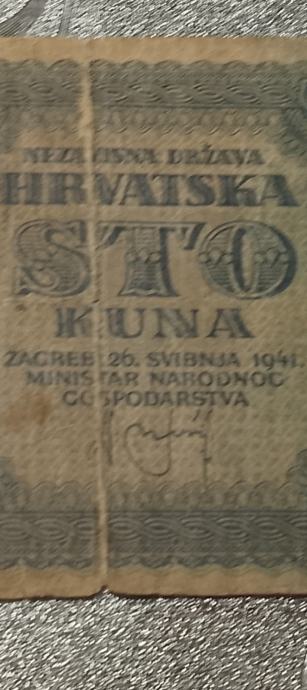 NEZAVISNA DRŽAVA
HRVATSKA
STO
KUNA
ZAGREB, 26. SVIBNJA 1941.
MINISTAR NARODNOG
GOSPODARSTVA